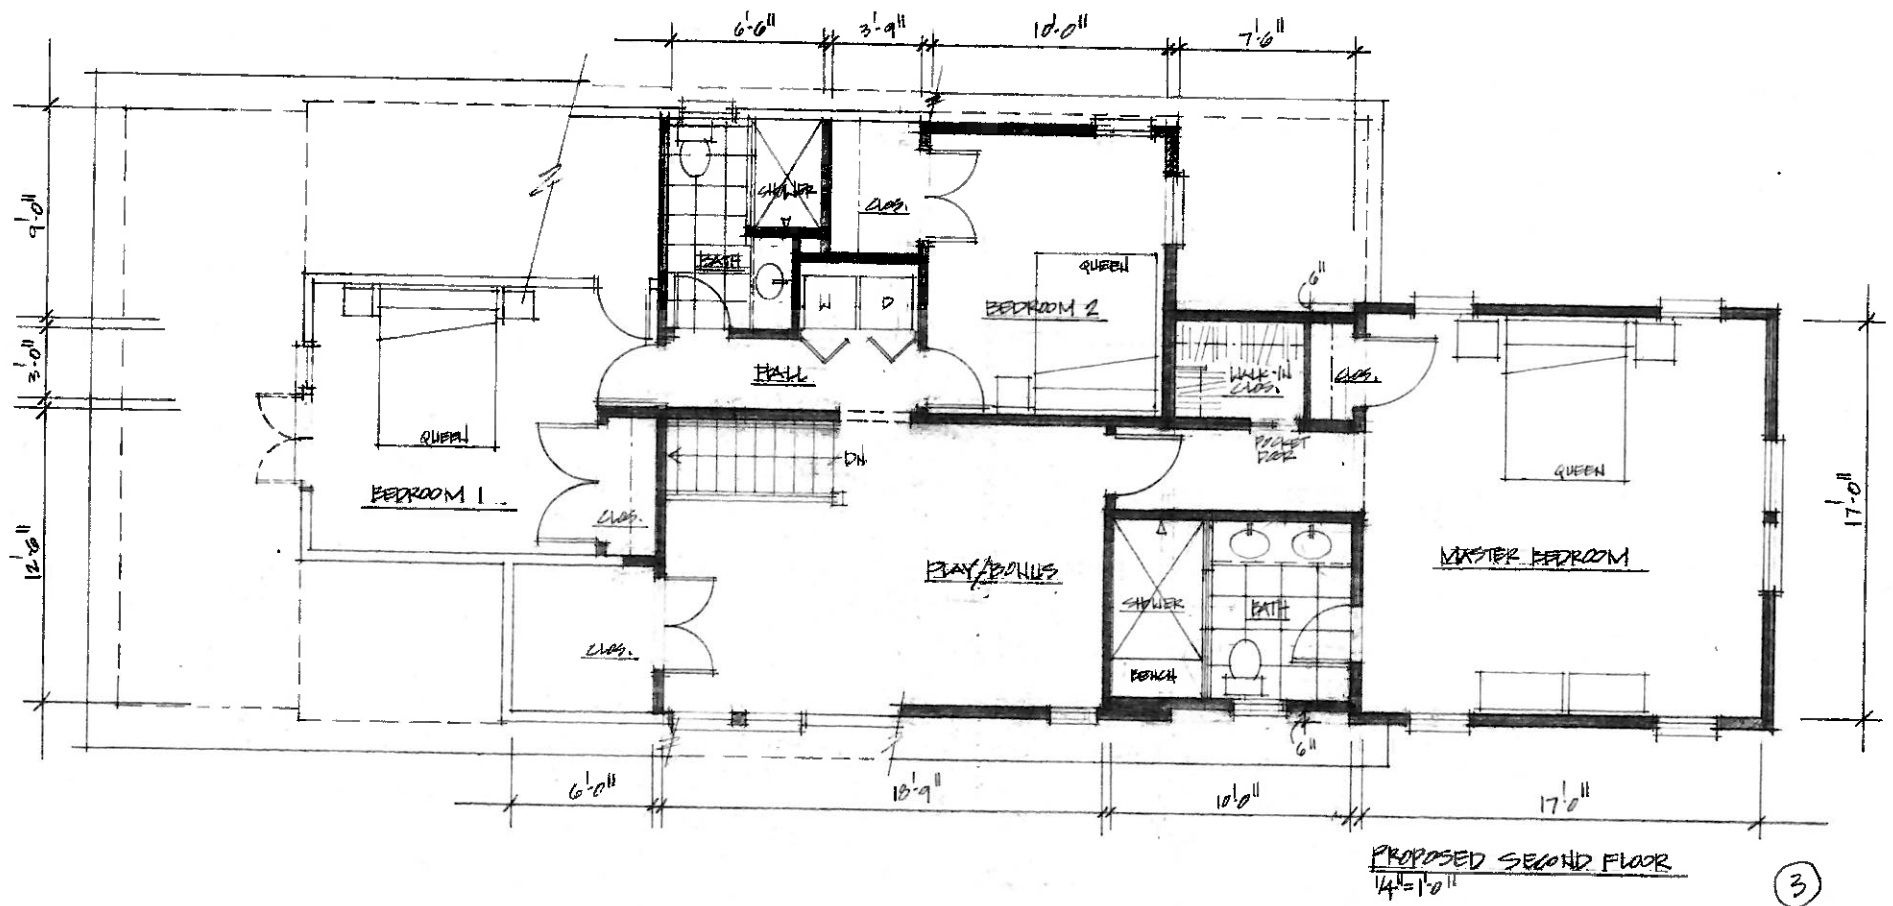 6'-6" 3'-9" 10'-0" 7'-6"
9'-0"
3'-0"
12'-6"
SHOWER
CLOS.
BATH
W D
QUEEN
BEDROOM 2
6"
HALL
WALK-IN
CLOS.
CLOS.
QUEEN
BEDROOM 1
CLOS.
DN
POCKET
DOOR
QUEEN
17'-0"
MASTER BEDROOM
PLAY/BONUS
SHOWER
BATH
BENCH
CLOS.
6"
6'-0" 18'-9" 10'-0" 17'-0"
PROPOSED SECOND FLOOR
1/4"=1'-0"
3